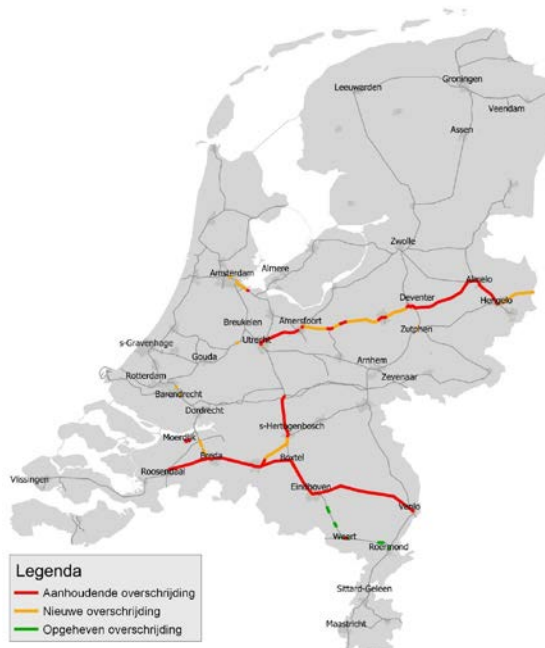 Groningen
Leeuwarden
Veendam
Assen
Zwolle
Amsterdam
Almere
Almelo
Deventer
Hengelo
Breukelen
Amersfoort
Utrecht
Zutphen
s-Gravenhage
Gouda
Arnhem
Zevenaar
Rotterdam
Barendrecht
Dordrecht
s-Hertogenbosch
Moerdijk
Breda
Boxtel
Roosendaal
Vlissingen
Eindhoven
Venlo
Weert
Roermond
Sittard-Geleen
Maastricht
Legenda
Aanhoudende overschrijding
Nieuwe overschrijding
Opgeheven overschrijding